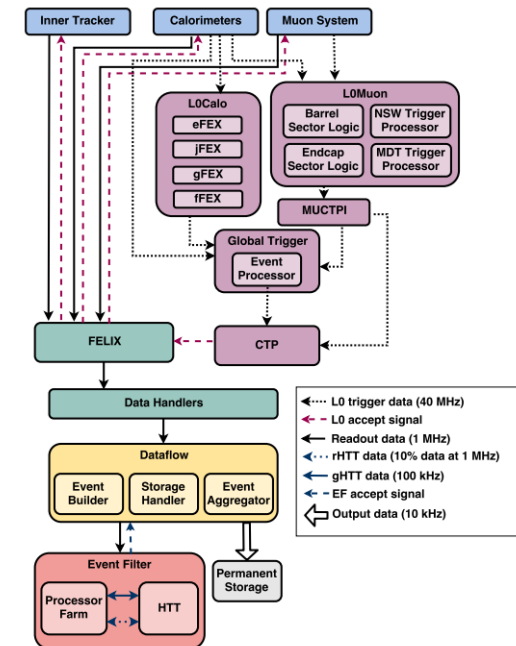 Inner Tracker
Calorimeters
Muon System
L0Calo
eFEX
jFEX
gFEX
fFEX
L0Muon
Barrel
Sector Logic
NSW Trigger
Processor
Endcap
Sector Logic
MDT Trigger
Processor
MUCTPI
Global Trigger
Event
Processor
FELIX
CTP
Data Handlers
Dataflow
Event
Builder
Storage
Handler
Event
Aggregator
Event Filter
Processor
Farm
HTT
Permanent
Storage
L0 trigger data (40 MHz)
L0 accept signal
Readout data (1 MHz)
rHTT data (10% data at 1 MHz)
gHTT data (100 kHz)
EF accept signal
Output data (10 kHz)